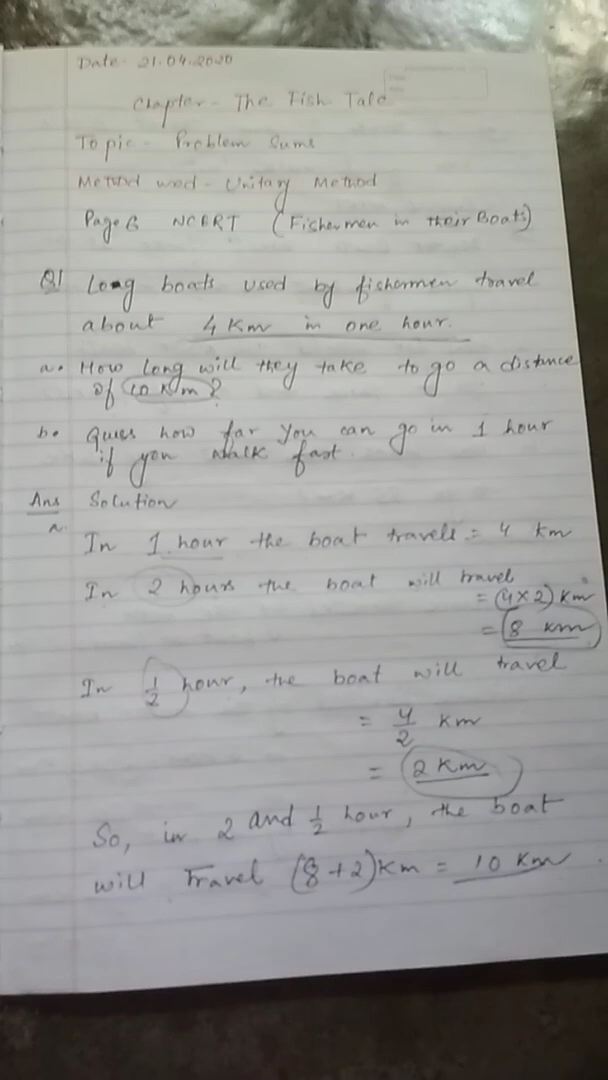 Date- 21.04.2020
Chapter- The Fish Tale
Topic- Problem Sums
Method used- Unitary Method
Page 6 NCERT (Fishermen in their Boats)
Q1 Long boats used by fishermen travel
about 4 Km in one hour.
a. How long will they take to go a distance
of 10 Km?
b. Gues how far you can go in 1 hour
if you walk fast.
Ans Solution
a. In 1 hour the boat travels = 4 km
In 2 hours the boat will travel
= (4×2) Km
= 8 km
In 1/2 hour, the boat will travel
= 4/2 Km
= 2 Km
So, in 2 and 1/2 hour, the boat
will Travel (8+2)Km = 10 Km